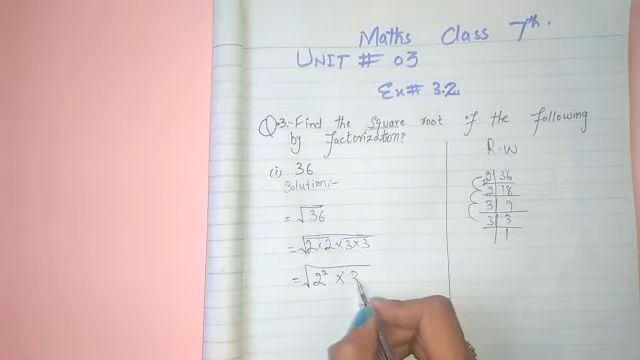 Maths Class 7th.
UNIT # 03
Ex# 3.2
Q.3:- Find the square root of the following
by factorization?
(i) 36
Solution:-
= √36
= √2×2×3×3
= √2² × 3
R.W
2 | 36
2 | 18
3 | 9
3 | 3
| 1